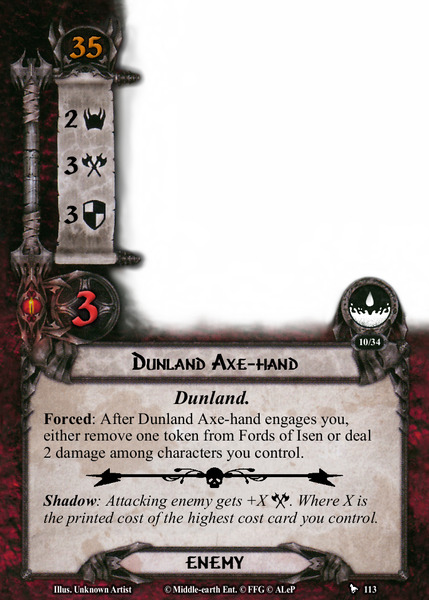 35
2
3
3
3
10/34
Dunland Axe-hand
Dunland.
Forced: After Dunland Axe-hand engages you,
either remove one token from Fords of Isen or deal
2 damage among characters you control.
Shadow: Attacking enemy gets +X . Where X is
the printed cost of the highest cost card you control.
ENEMY
Illus. Unknown Artist © Middle-earth Ent. © FFG © ALeP 113